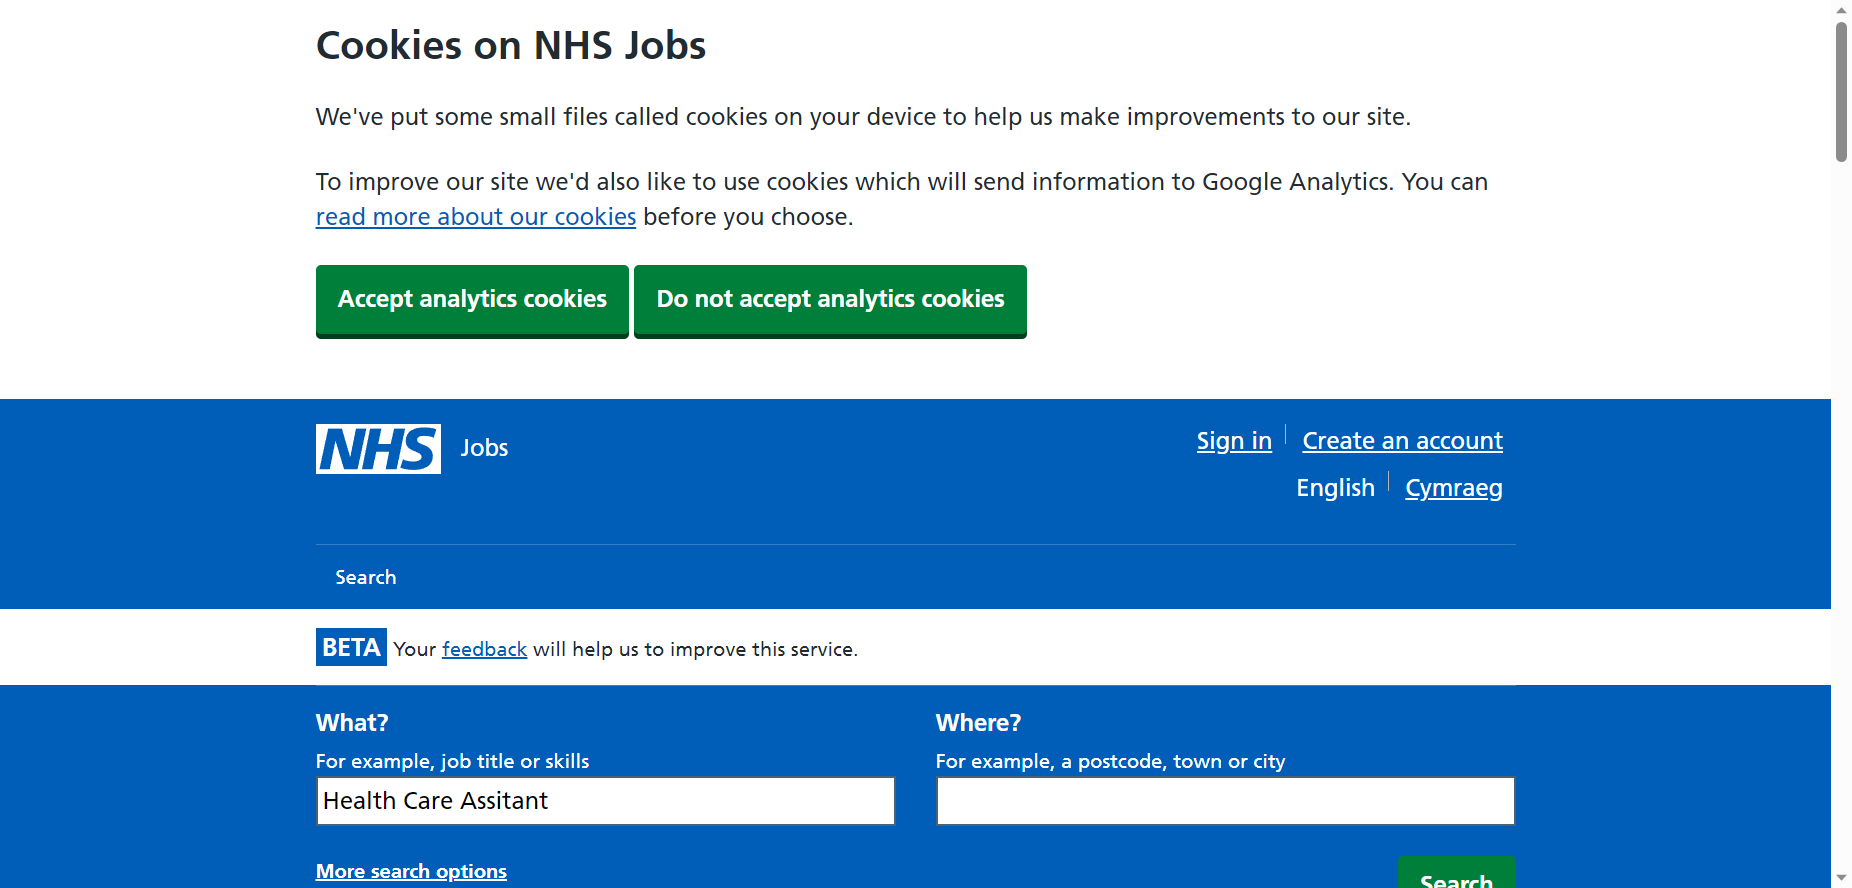 Cookies on NHS Jobs
We've put some small files called cookies on your device to help us make improvements to our site.
To improve our site we'd also like to use cookies which will send information to Google Analytics. You can
read more about our cookies before you choose.
Accept analytics cookies
Do not accept analytics cookies
NHS Jobs
Sign in
Create an account
English
Cymraeg
Search
BETA Your feedback will help us to improve this service.
What?
For example, job title or skills
Health Care Assitant
Where?
For example, a postcode, town or city
More search options
Search